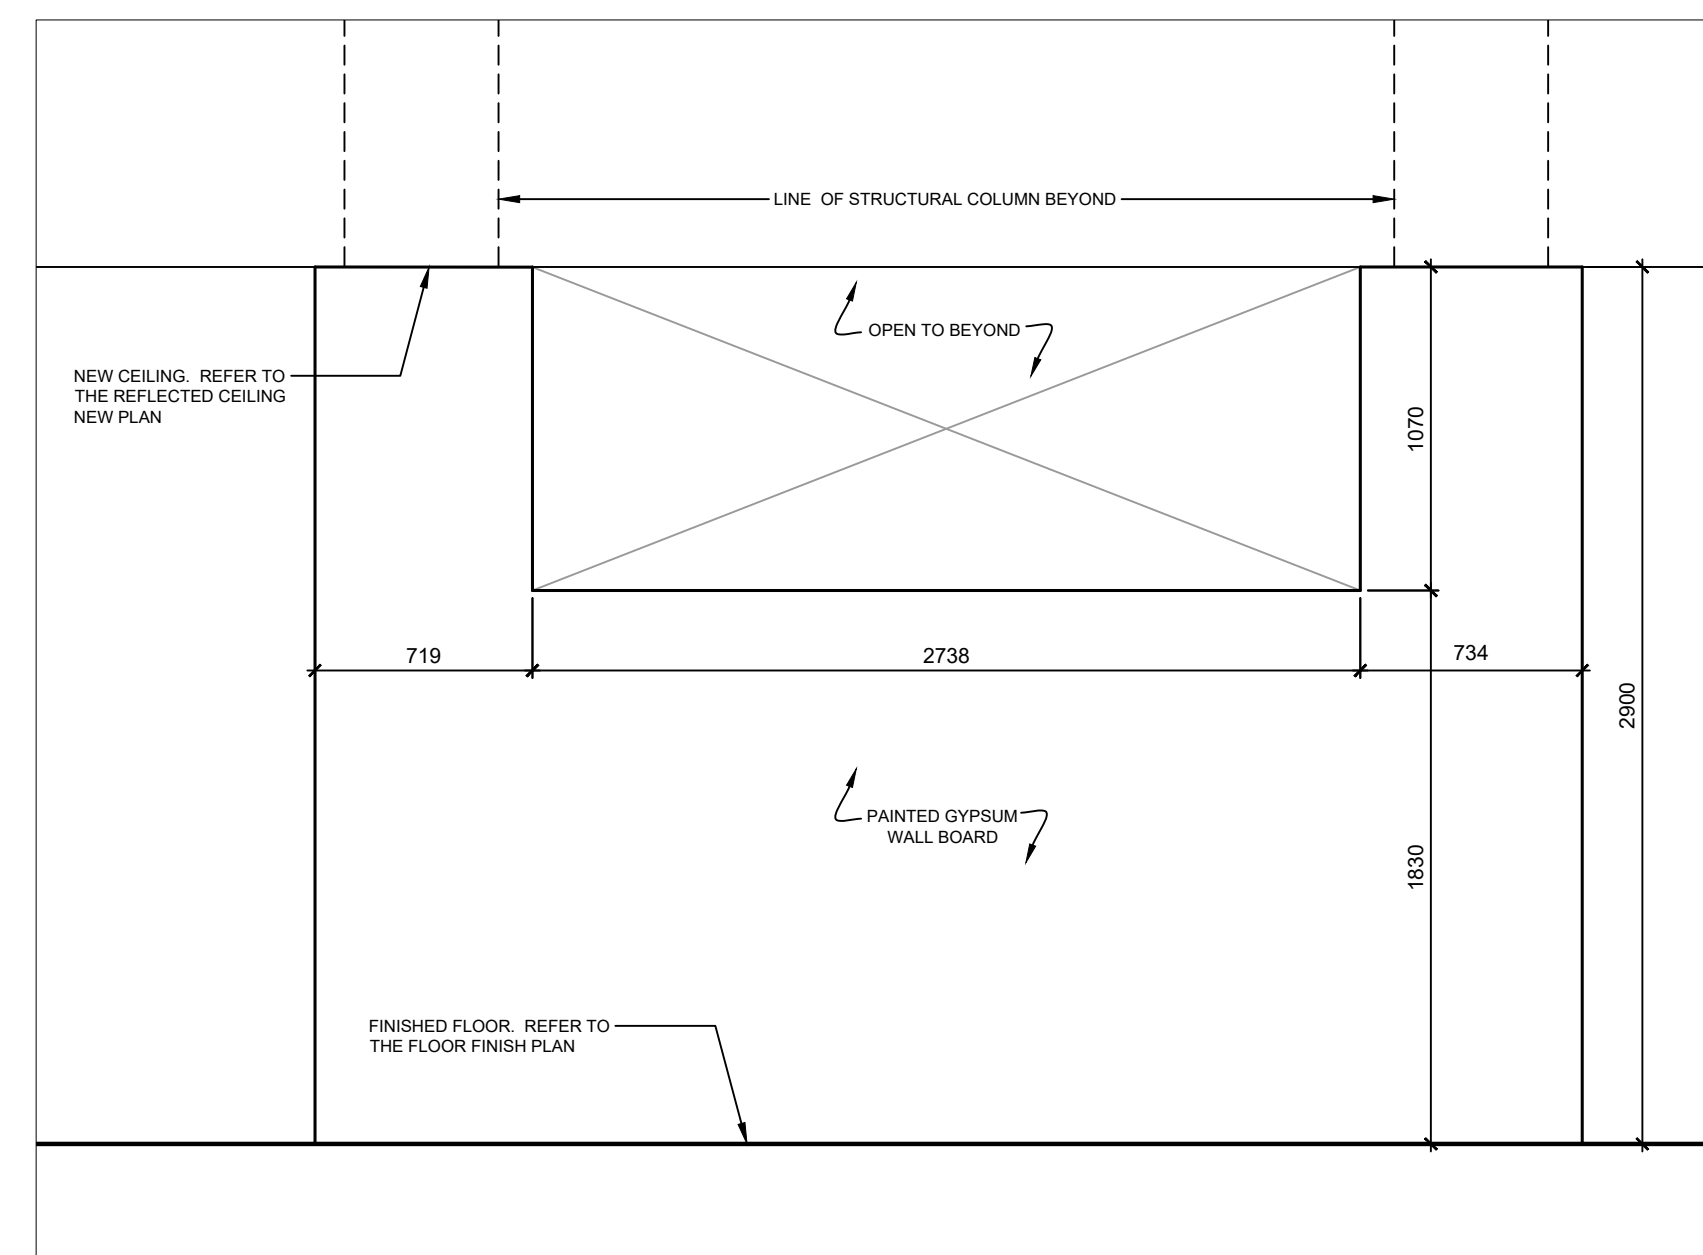 LINE OF STRUCTURAL COLUMN BEYOND
OPEN TO BEYOND
NEW CEILING. REFER TO
THE REFLECTED CEILING
NEW PLAN
1070
719
2738
734
2900
PAINTED GYPSUM
WALL BOARD
1830
FINISHED FLOOR. REFER TO
THE FLOOR FINISH PLAN